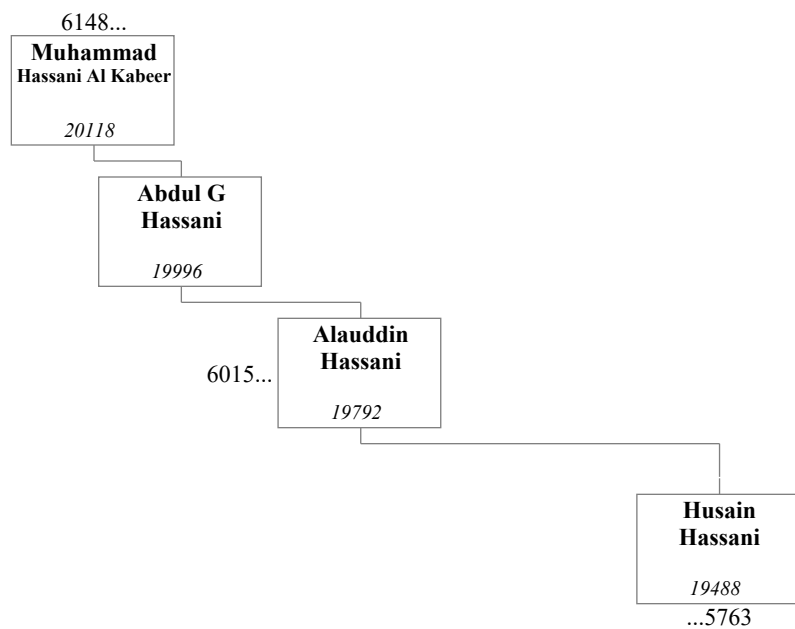 6148...
Muhammad
Hassani Al Kabeer
20118
Abdul G
Hassani
19996
Alauddin
Hassani
6015...
19792
Husain
Hassani
19488
...5763